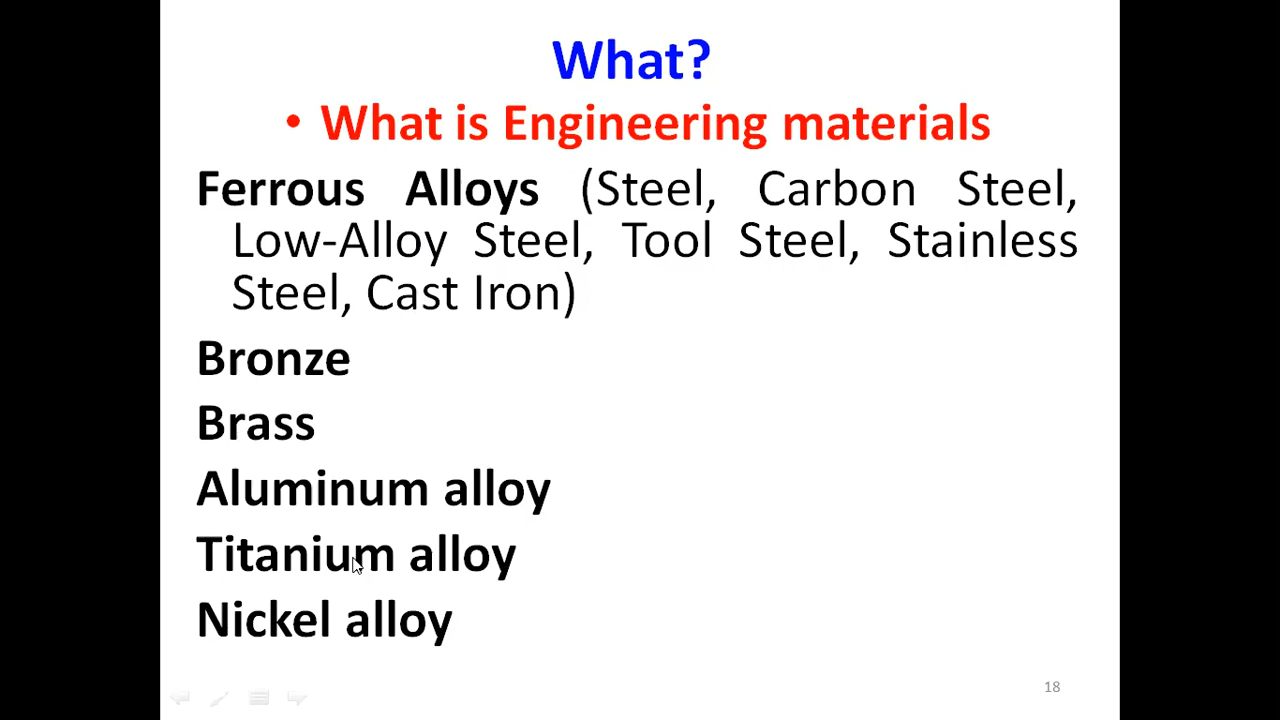 What?
• What is Engineering materials
Ferrous Alloys (Steel, Carbon Steel,
Low-Alloy Steel, Tool Steel, Stainless
Steel, Cast Iron)
Bronze
Brass
Aluminum alloy
Titanium alloy
Nickel alloy
18